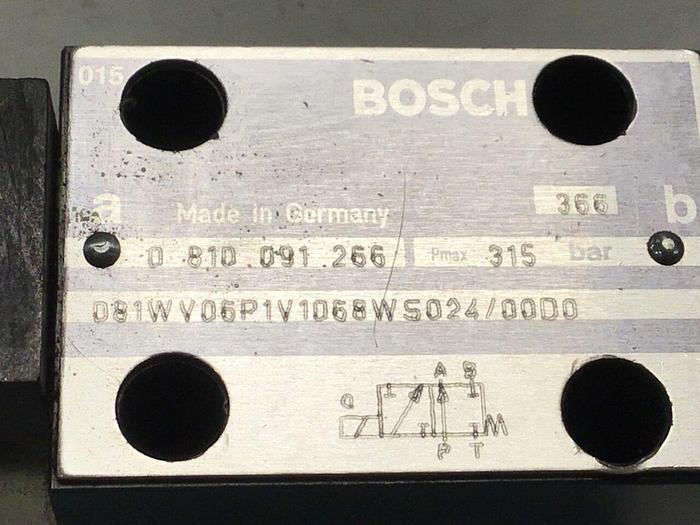 015
BOSCH
a
b
Made in Germany
366
0 810 091 266
Pmax 315 bar
081WV06P1V1068WS024/00D0
a
A B
T T
M
P T